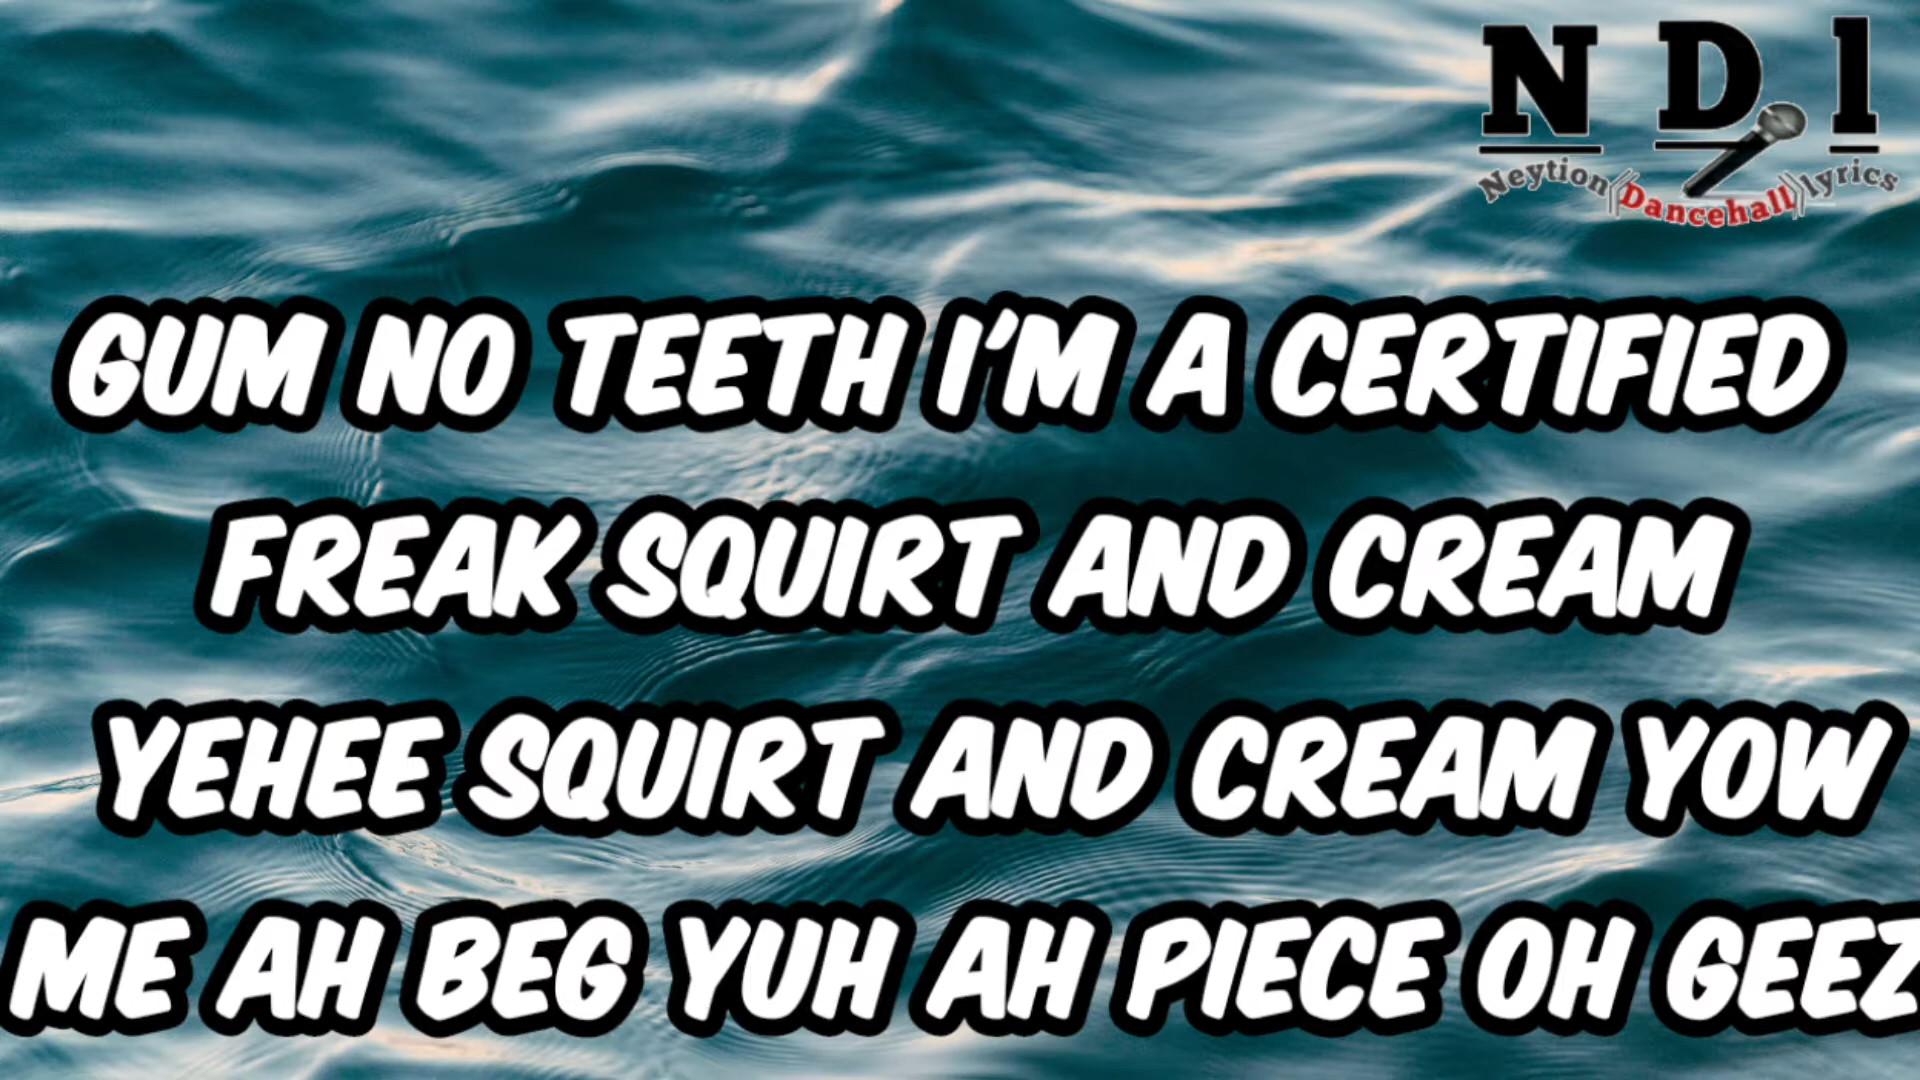 N D l
Neytion Dancehall lyrics
GUM NO TEETH I'M A CERTIFIED
FREAK SQUIRT AND CREAM
YEHEE SQUIRT AND CREAM YOW
ME AH BEG YUH AH PIECE OH GEEZ